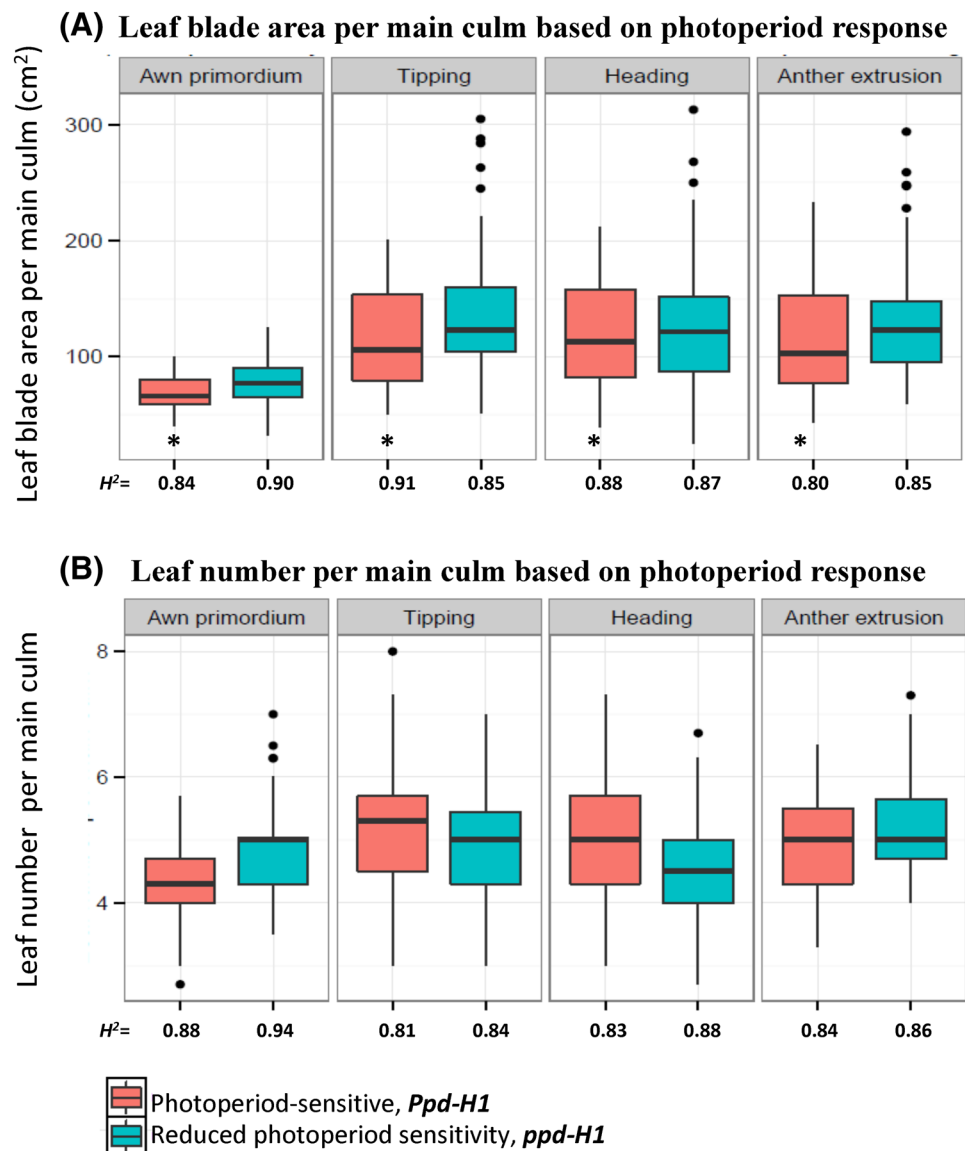 (A) Leaf blade area per main culm based on photoperiod response
Awn primordium Tipping Heading Anther extrusion
Leaf blade area per main culm (cm²)
300
200
100
* * * *
H²= 0.84 0.90 0.91 0.85 0.88 0.87 0.80 0.85
(B) Leaf number per main culm based on photoperiod response
Awn primordium Tipping Heading Anther extrusion
Leaf number per main culm
8
6
4
H²= 0.88 0.94 0.81 0.84 0.83 0.88 0.84 0.86
Photoperiod-sensitive, Ppd-H1
Reduced photoperiod sensitivity, ppd-H1